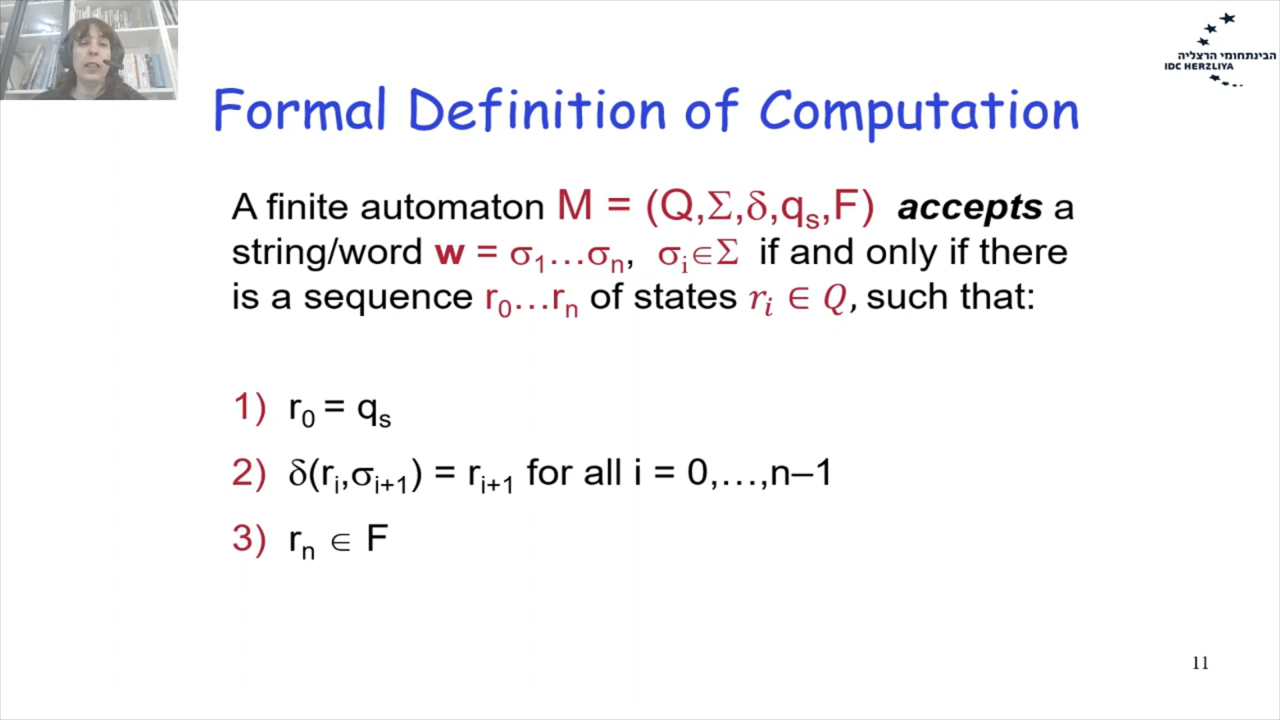 הבינתחומי הרצליה
IDC HERZLIYA
Formal Definition of Computation
A finite automaton M = (Q,Σ,δ,qₛ,F) accepts a
string/word w = σ₁…σₙ, σᵢ∈Σ if and only if there
is a sequence r₀…rₙ of states 𝑟ᵢ ∈ 𝑄, such that:
1) r₀ = qₛ
2) δ(rᵢ,σᵢ₊₁) = rᵢ₊₁ for all i = 0,…,n–1
3) rₙ ∈ F
11